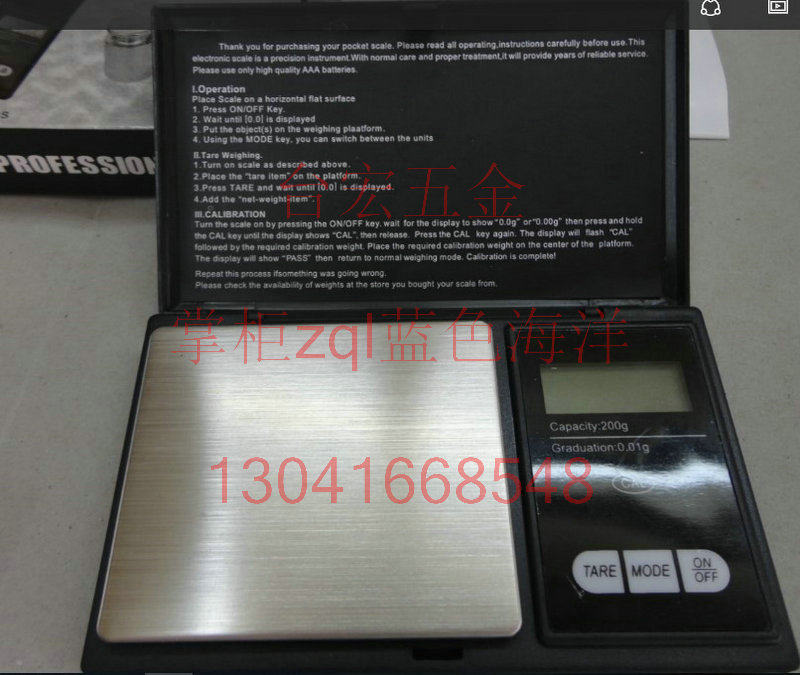 PROFESSION
Thank you for purchasing your pocket scale. Please read all operating,instructions carefully before use.This
electronic scale is a precision instrument.With normal care and proper treatment,it will provide years of reliable service.
Please use only high quality AAA batteries.
I.Operation
Place Scale on a horizontal flat surface
1. Press ON/OFF Key.
2. Wait until [0.0] is displayed
3. Put the object(s) on the weighing plaatform.
4. Using the MODE key, you can switch between the units
II.Tare Weighing.
1.Turn on scale as described above.
2.Place the "tare item" on the platform.
3.Press TARE and wait until [0.0] is displayed.
4.Add the "net-weight-item".
台宏五金
III.CALIBRATION
Turn the scale on by pressing the ON/OFF key. wait for the display to show "0.0g" or"0.00g" then press and hold
the CAL key until the display shows "CAL", then release. Press the CAL key again. The display will flash "CAL"
followed by the required calibration weight. Place the required calibration weight on the center of the platform.
The display will show "PASS" then return to normal weighing mode. Calibration is complete!
Repeat this process ifsomething was going wrong.
Please check the availability of weights at the store you bought your scale from.
掌柜zql蓝色海洋
Capacity:200g
Graduation:0.01g
13041668548
CAL
TARE
MODE
ON
OFF